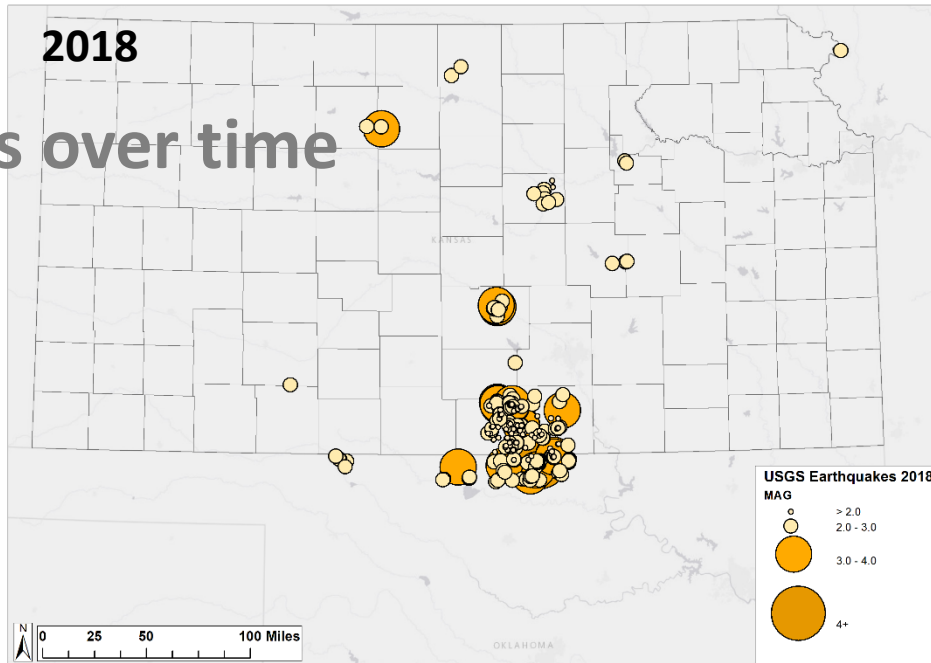 2018
s over time
KANSAS
USGS Earthquakes 2018
MAG
> 2.0
2.0 - 3.0
3.0 - 4.0
4+
N
0 25 50 100 Miles
OKLAHOMA